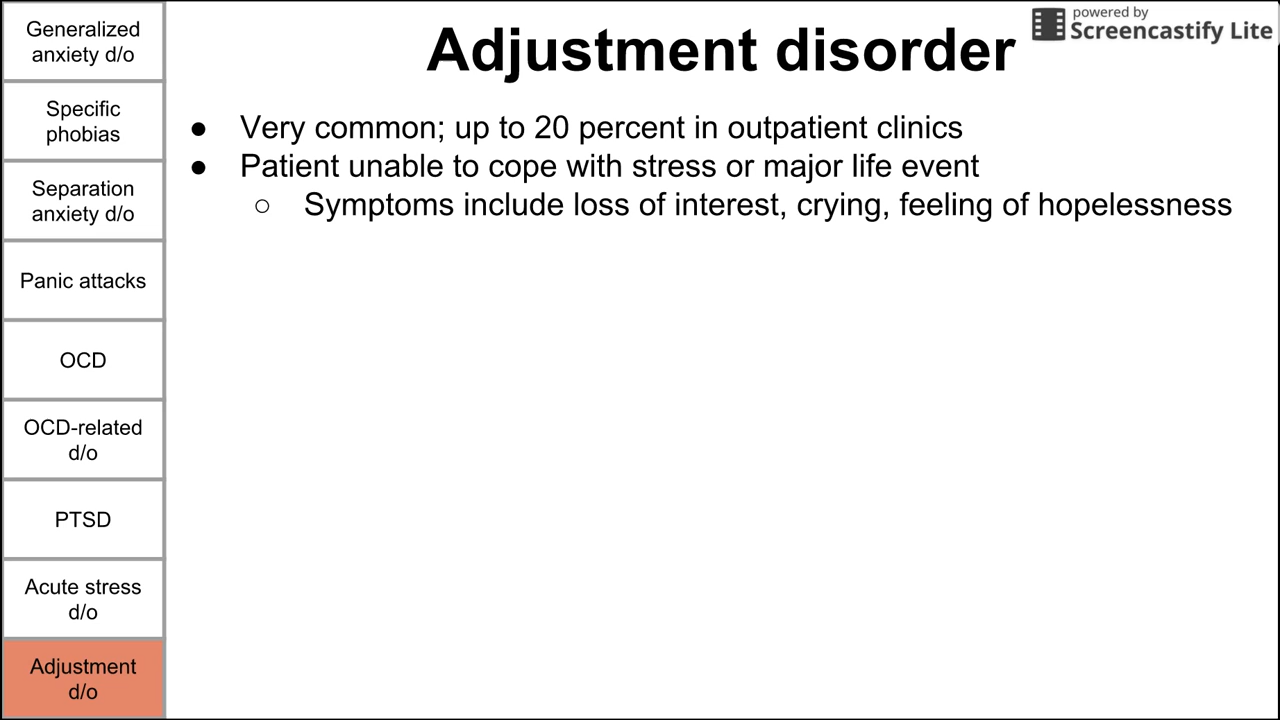 Generalized
anxiety d/o
Specific
phobias
Separation
anxiety d/o
Panic attacks
OCD
OCD-related
d/o
PTSD
Acute stress
d/o
Adjustment
d/o
powered by
Screencastify Lite
Adjustment disorder
● Very common; up to 20 percent in outpatient clinics
● Patient unable to cope with stress or major life event
○ Symptoms include loss of interest, crying, feeling of hopelessness